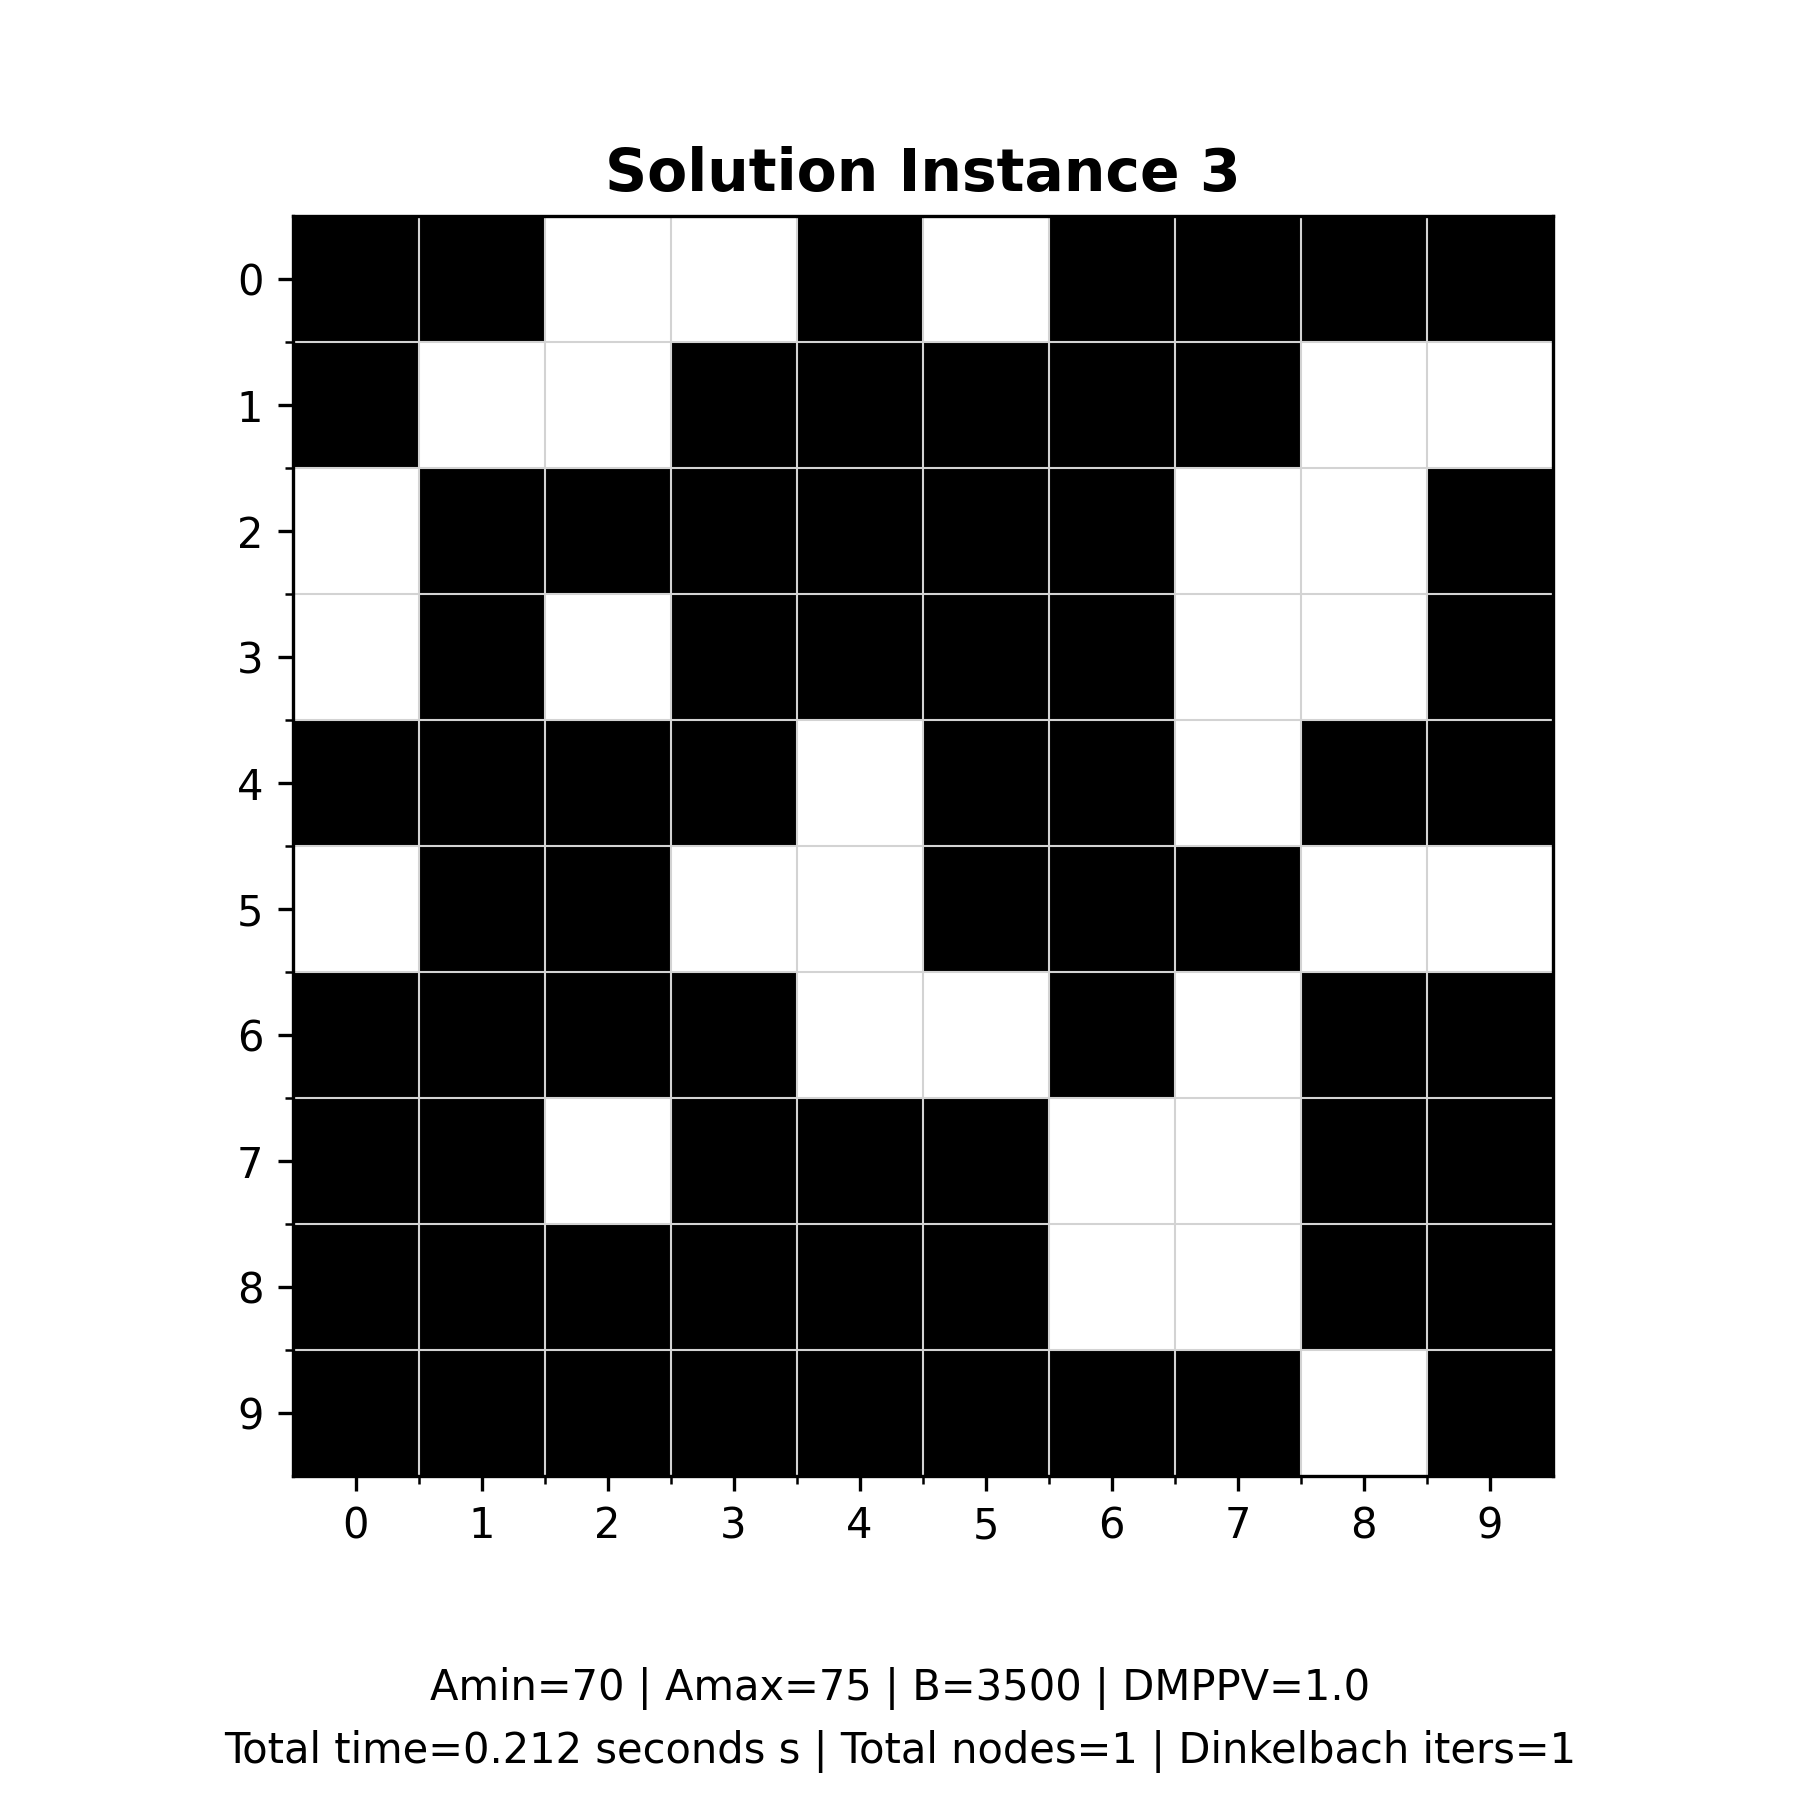 Solution Instance 3
0
1
2
3
4
5
6
7
8
9
0 1 2 3 4 5 6 7 8 9
Amin=70 | Amax=75 | B=3500 | DMPPV=1.0
Total time=0.212 seconds s | Total nodes=1 | Dinkelbach iters=1